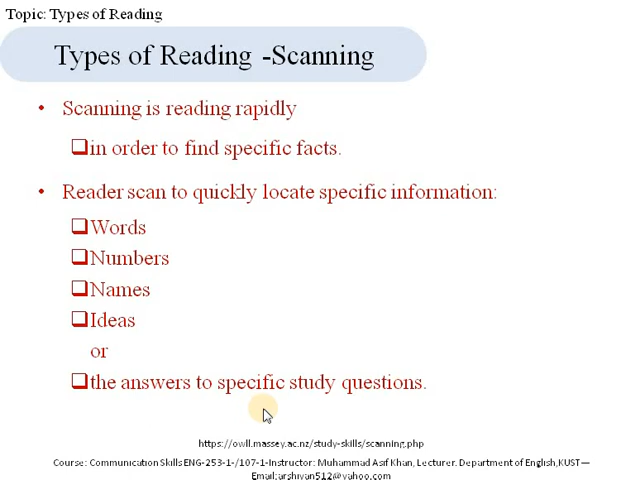 Topic: Types of Reading
Types of Reading -Scanning
• Scanning is reading rapidly
❑in order to find specific facts.
• Reader scan to quickly locate specific information:
❑Words
❑Numbers
❑Names
❑Ideas
or
❑the answers to specific study questions.
https://owll.massey.ac.nz/study-skills/scanning.php
Course: Communication Skills ENG-253-1-/107-1-Instructor: Muhammad Asif Khan, Lecturer. Department of English,KUST—
Email;arshivan512@yahoo.com